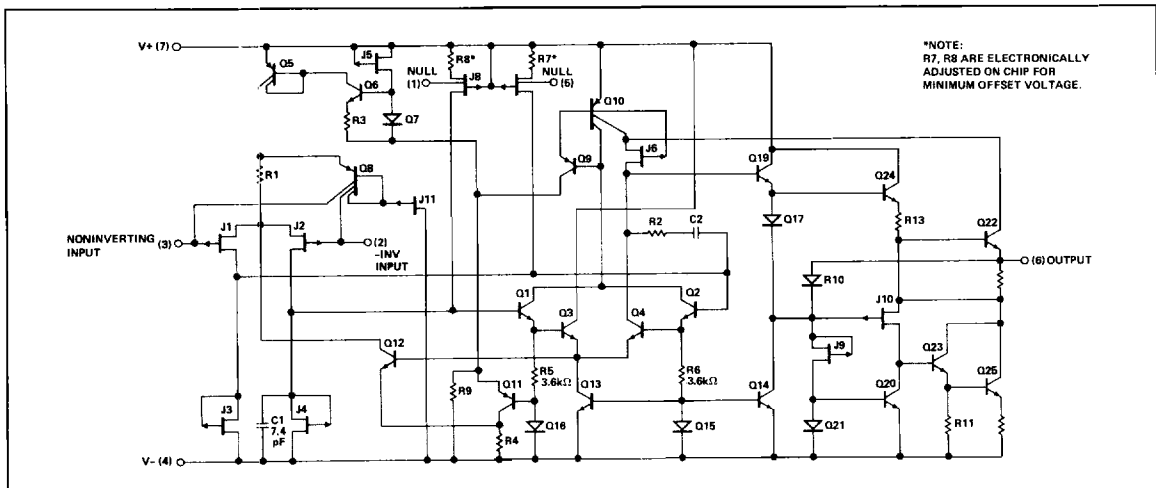 *NOTE:
R7, R8 ARE ELECTRONICALLY
ADJUSTED ON CHIP FOR
MINIMUM OFFSET VOLTAGE.
V+ (7)
Q5
J5
Q6
R3
Q7
R8*
NULL
(1)
J8
R7*
NULL
(5)
Q10
Q9
J6
Q19
Q24
R13
Q22
Q17
R1
Q8
J11
J1
J2
NONINVERTING
INPUT
(3)
(2)
-INV
INPUT
R2
C2
(6) OUTPUT
R10
J10
Q1
Q3
Q4
Q2
Q12
J9
Q23
Q25
R5
3.6kΩ
R6
3.6kΩ
R9
Q11
Q13
Q14
Q20
J3
C1
7.4
pF
J4
R4
Q16
Q15
Q21
R11
V- (4)